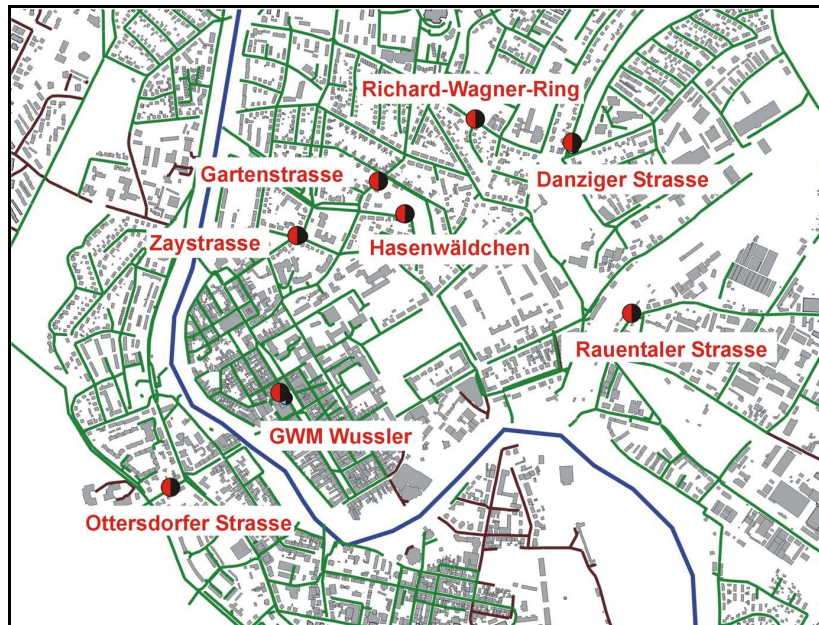 Richard-Wagner-Ring
Gartenstrasse
Danziger Strasse
Zaystrasse
Hasenwäldchen
Rauentaler Strasse
GWM Wussler
Ottersdorfer Strasse